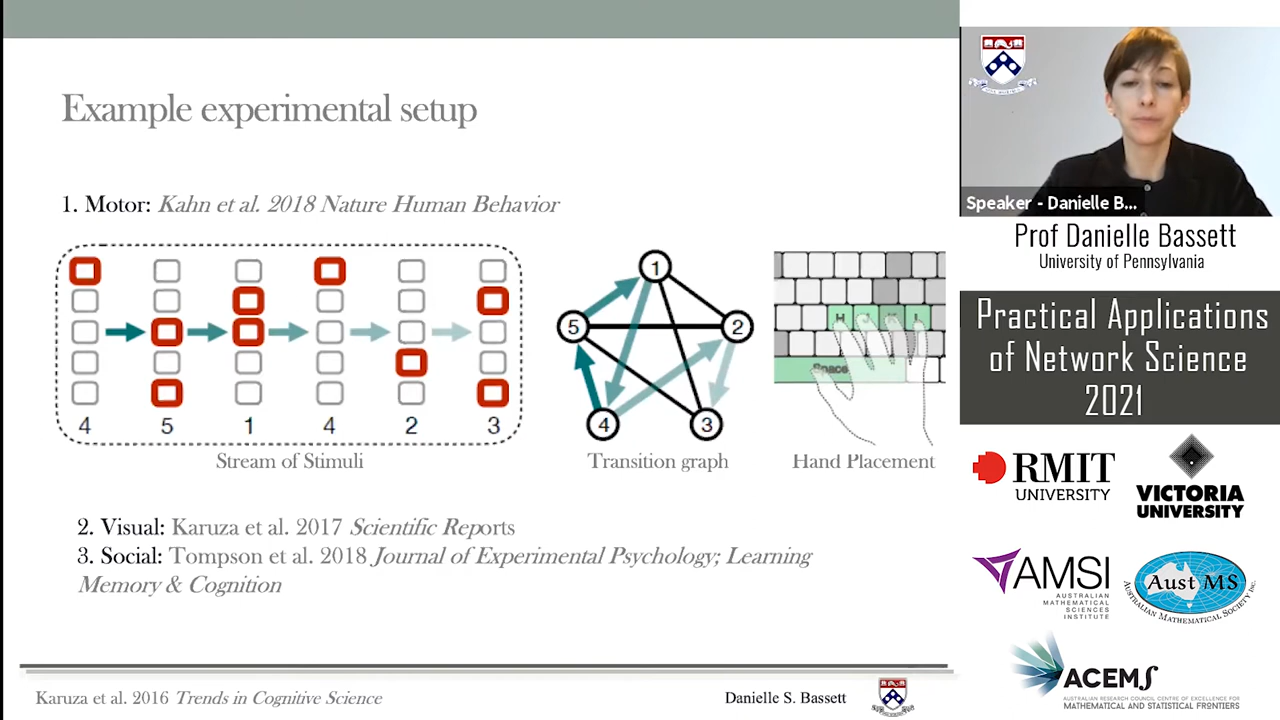 Example experimental setup
1. Motor: Kahn et al. 2018 Nature Human Behavior
4 5 1 4 2 3
Stream of Stimuli
1
5 2
4 3
Transition graph
H J K L
Space
Hand Placement
2. Visual: Karuza et al. 2017 Scientific Reports
3. Social: Tompson et al. 2018 Journal of Experimental Psychology; Learning
Memory & Cognition
Karuza et al. 2016 Trends in Cognitive Science
Danielle S. Bassett
Speaker - Danielle B...
Prof Danielle Bassett
University of Pennsylvania
Practical Applications
of Network Science
2021
RMIT
UNIVERSITY
VICTORIA
UNIVERSITY
AMSI
AUSTRALIAN
MATHEMATICAL
SCIENCES
INSTITUTE
Aust MS
AUSTRALIAN MATHEMATICAL SOCIETY INC.
ACEMS
AUSTRALIAN RESEARCH COUNCIL CENTRE OF EXCELLENCE FOR
MATHEMATICAL AND STATISTICAL FRONTIERS